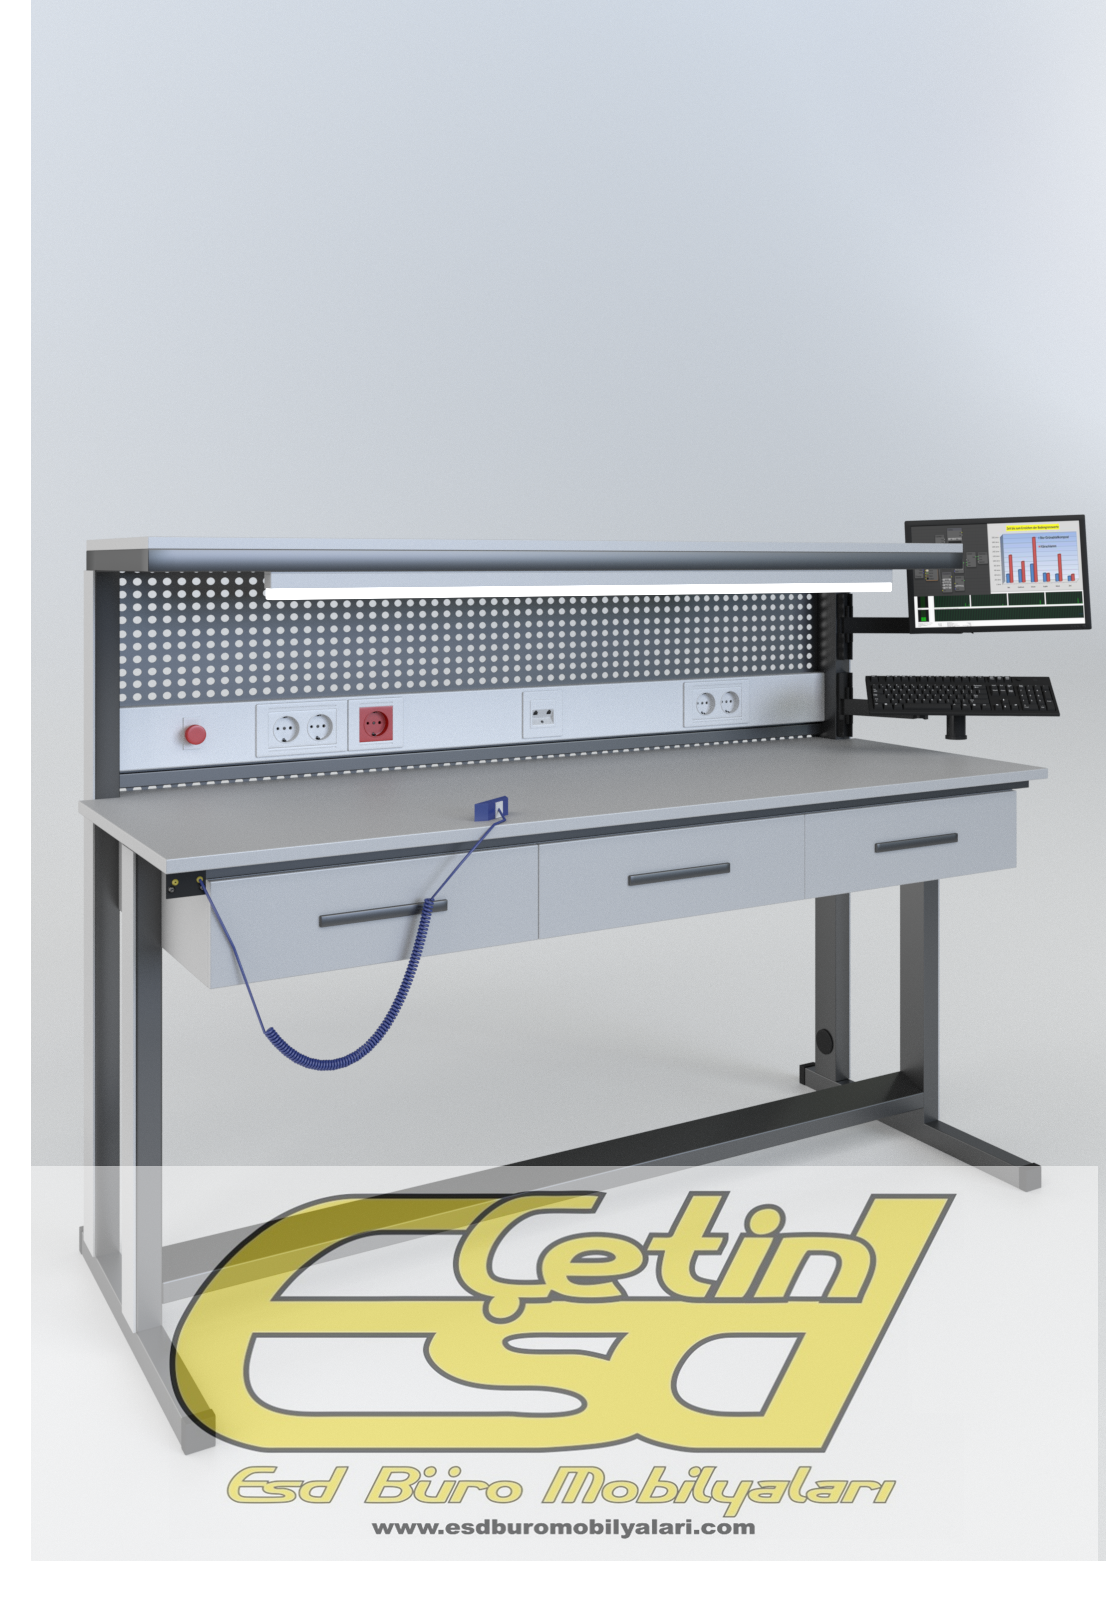 Çetin
Esd
Esd Büro Mobilyaları
www.esdburomobilyalari.com